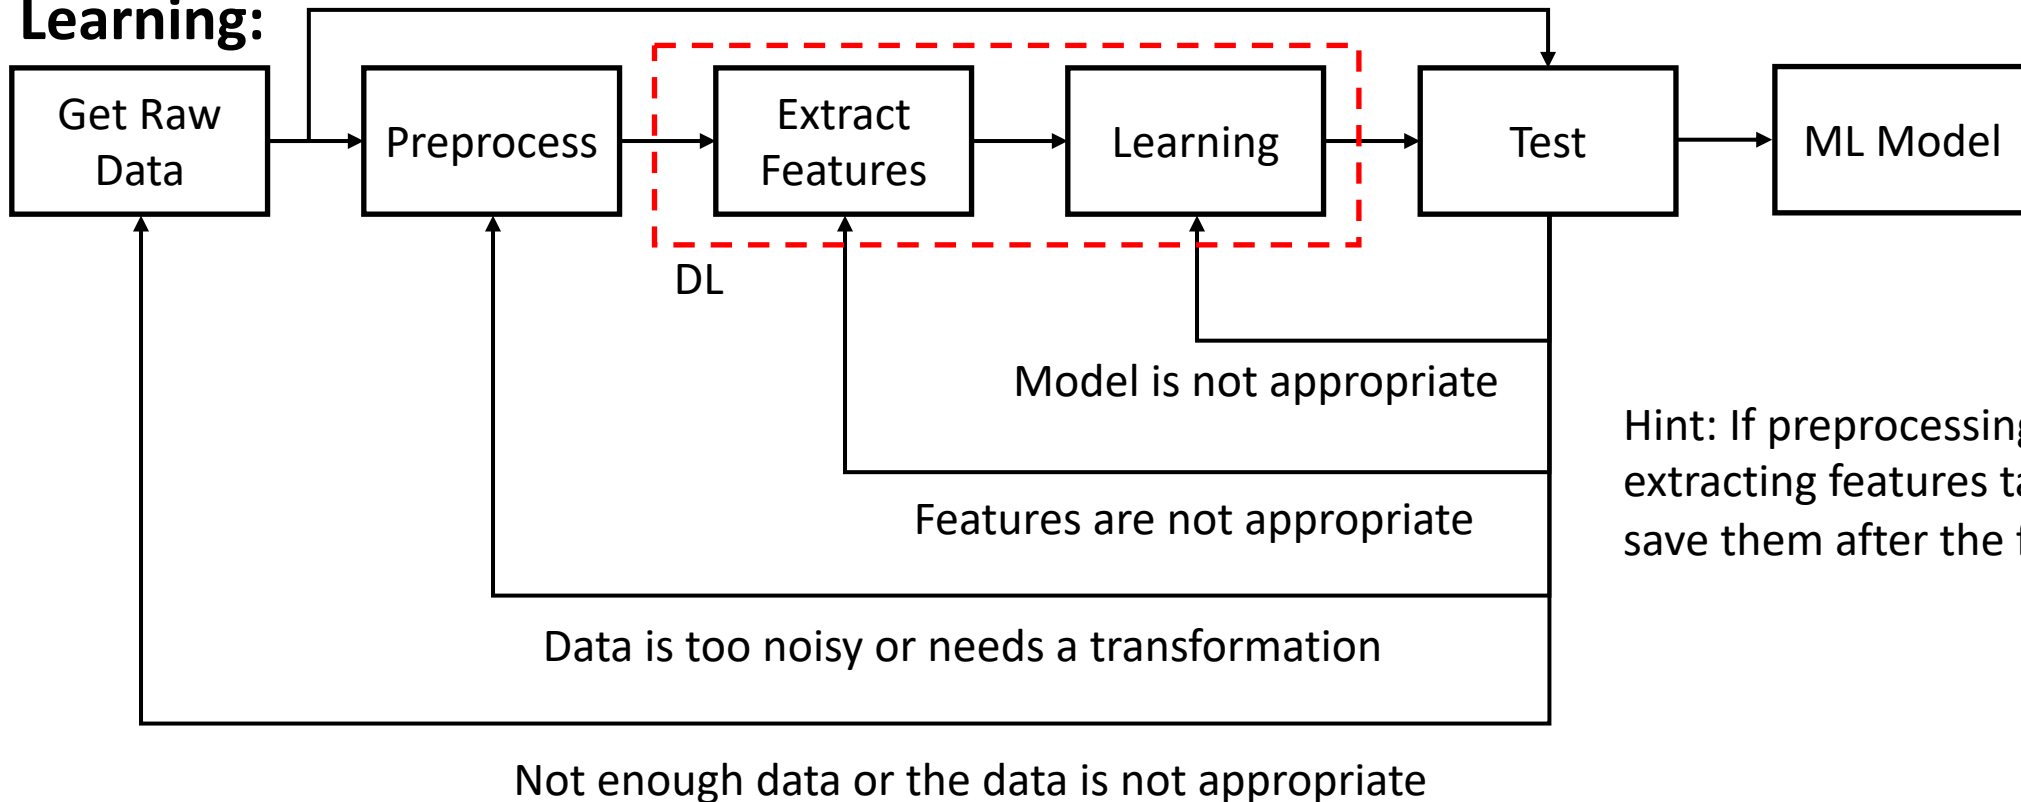 Learning:
Get Raw
Data
Preprocess
Extract
Features
Learning
Test
ML Model
DL
Model is not appropriate
Hint: If preprocessing
extracting features
save them after the
Features are not appropriate
Data is too noisy or needs a transformation
Not enough data or the data is not appropriate